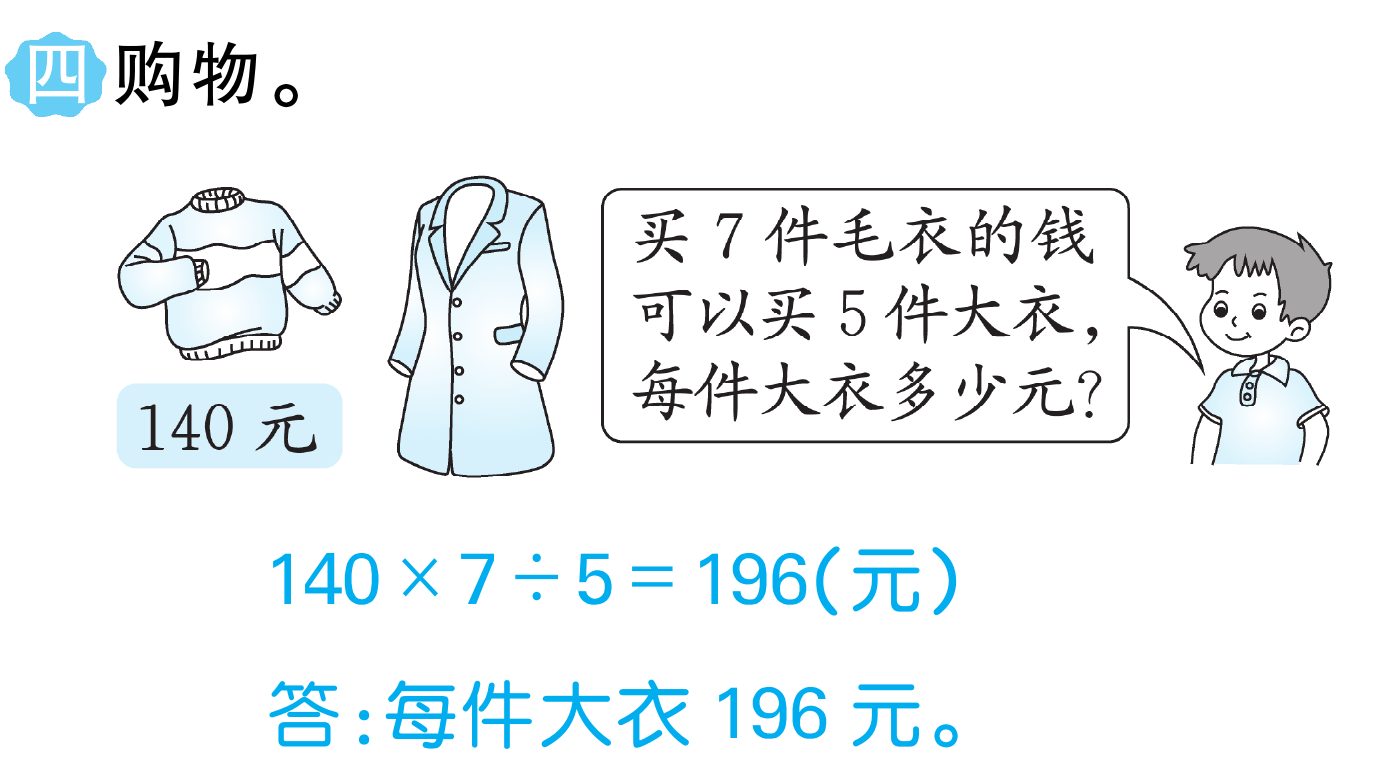 四 购物。
买 7 件毛衣的钱
可以买 5 件大衣，
每件大衣多少元？
140 元
140×7÷5=196(元)
答：每件大衣 196 元。